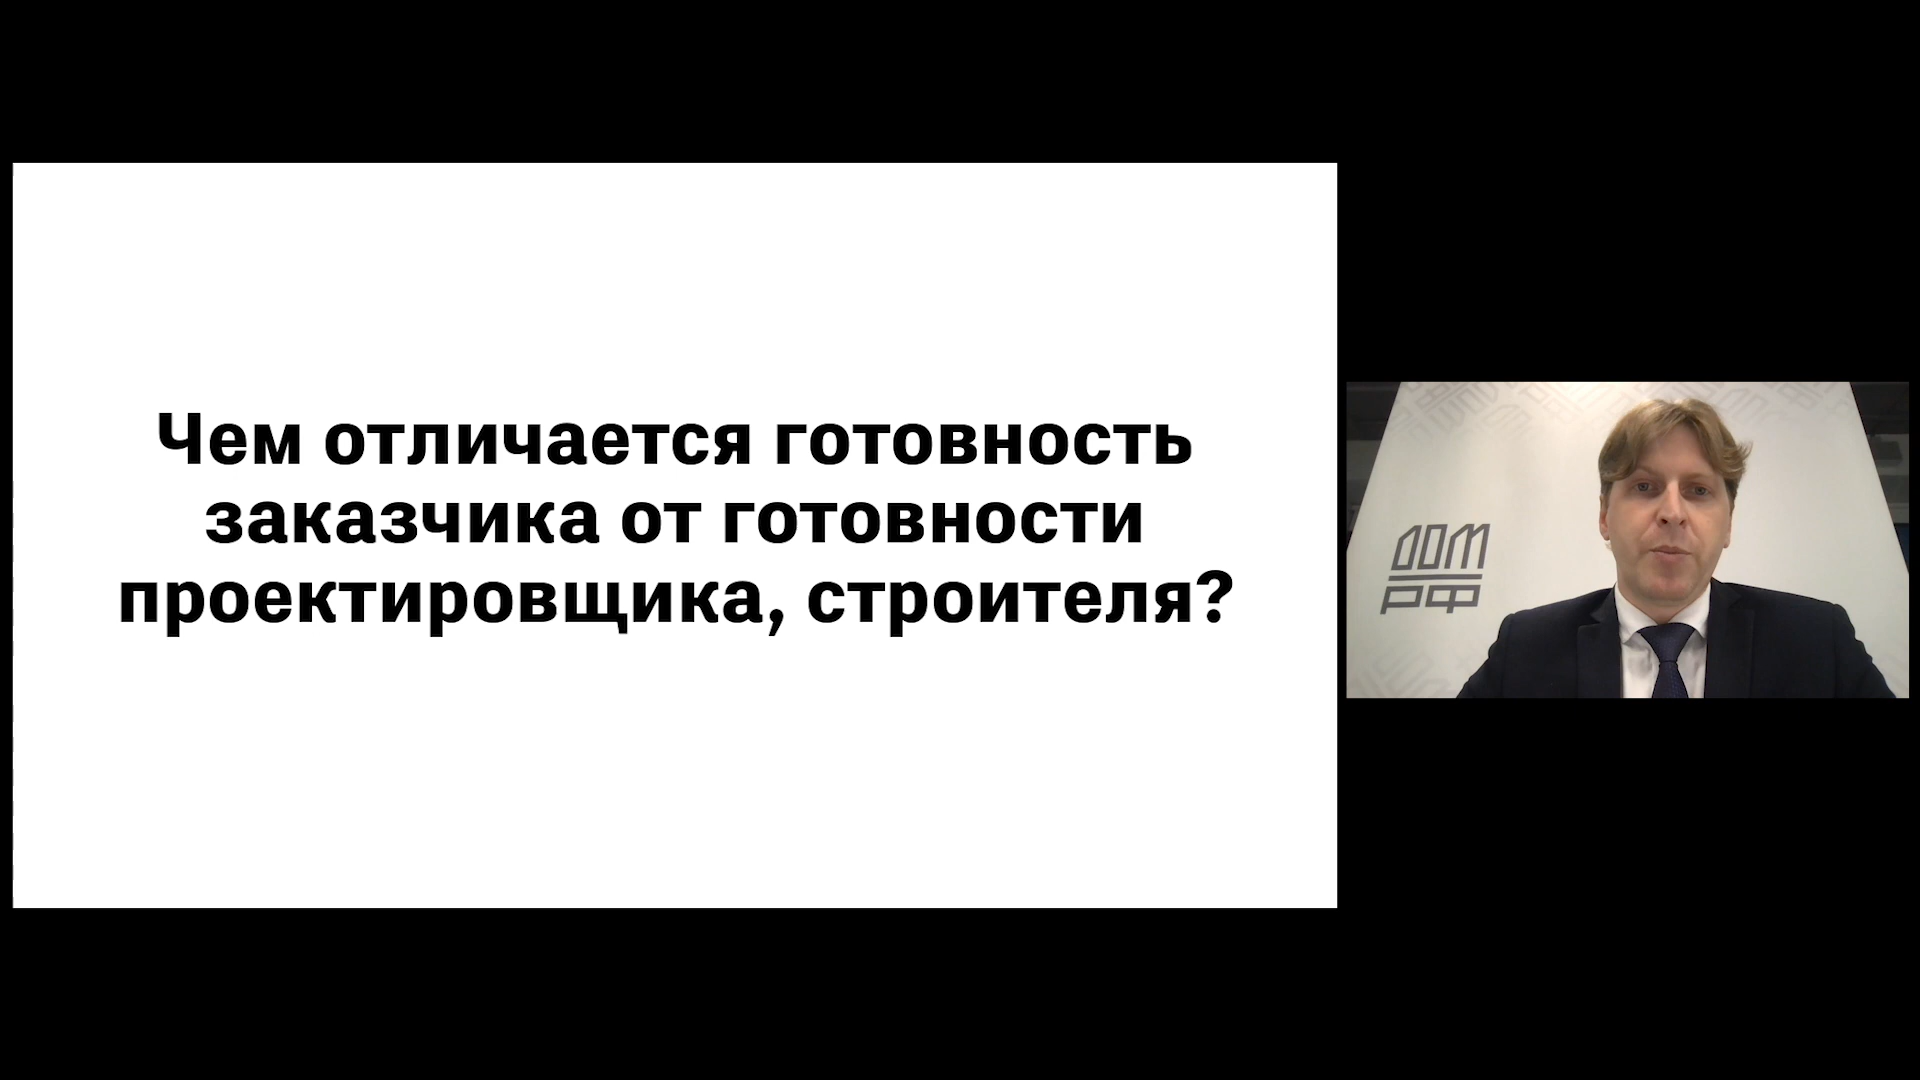 Чем отличается готовность
заказчика от готовности
проектировщика, строителя?
ДОМ
РФ